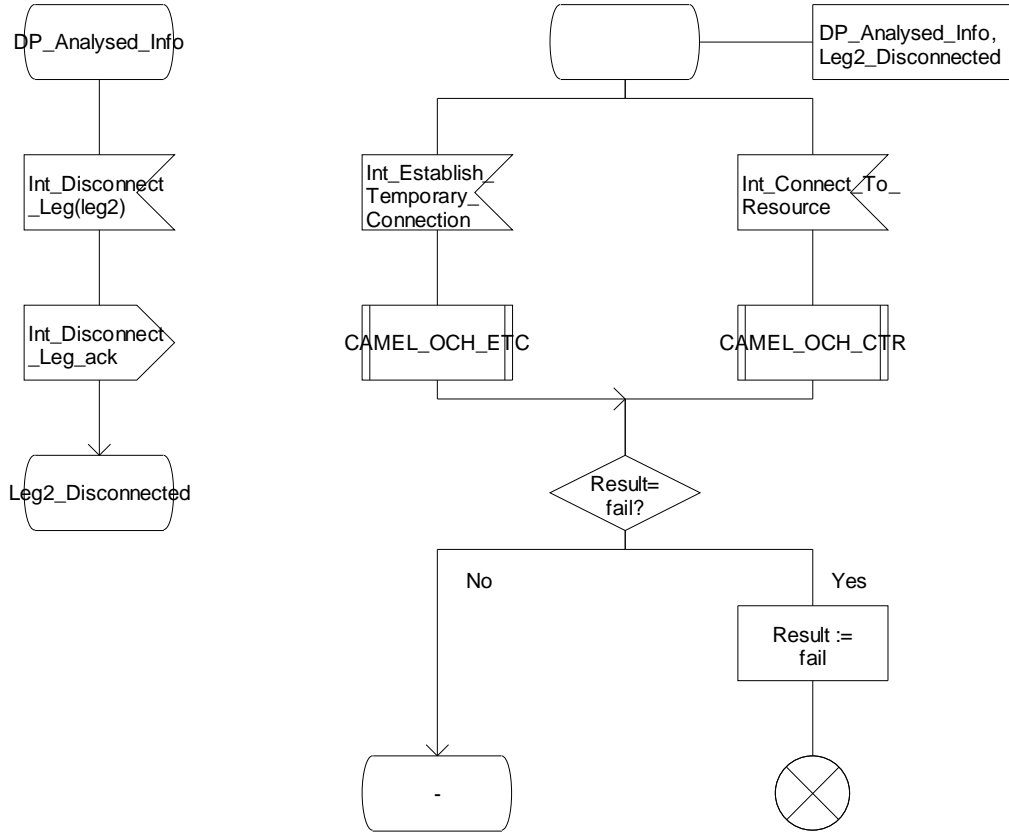 DP_Analysed_Info
DP_Analysed_Info,
Leg2_Disconnected
Int_Disconnect
_Leg(leg2)
Int_Establish_
Temporary_
Connection
Int_Connect_To_
Resource
Int_Disconnect
_Leg_ack
CAMEL_OCH_ETC
CAMEL_OCH_CTR
Leg2_Disconnected
Result=
fail?
No
Yes
Result :=
fail
-